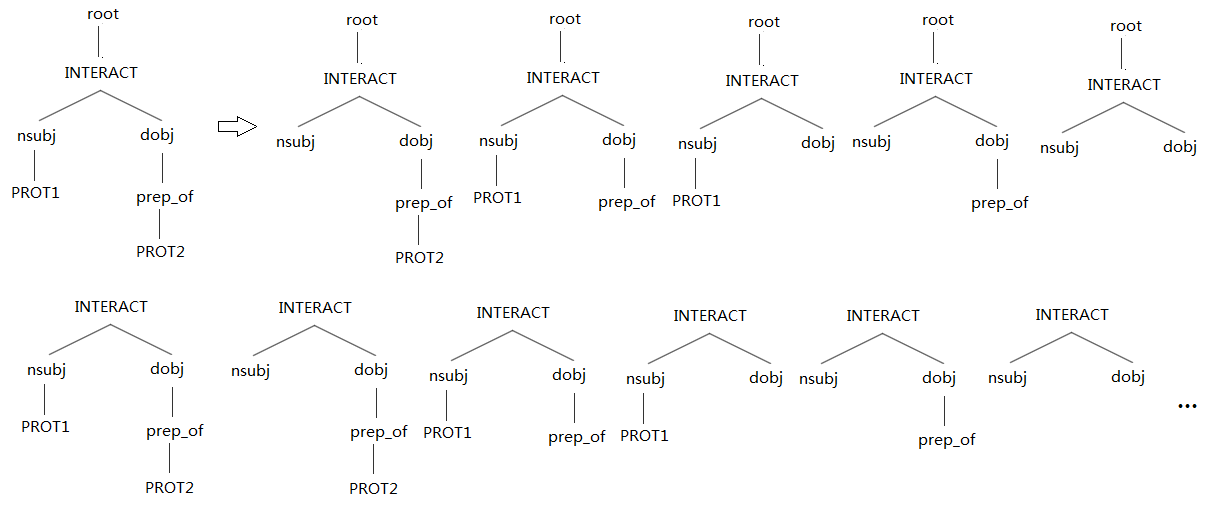 root root root root root root
INTERACT INTERACT INTERACT INTERACT INTERACT INTERACT
nsubj dobj nsubj dobj nsubj dobj nsubj dobj nsubj dobj nsubj dobj
PROT1 prep_of prep_of PROT1 prep_of PROT1 prep_of
PROT2 PROT2
INTERACT INTERACT INTERACT INTERACT INTERACT INTERACT
nsubj dobj nsubj dobj nsubj dobj nsubj dobj nsubj dobj nsubj dobj
...
PROT1 prep_of prep_of PROT1 prep_of PROT1 prep_of
PROT2 PROT2